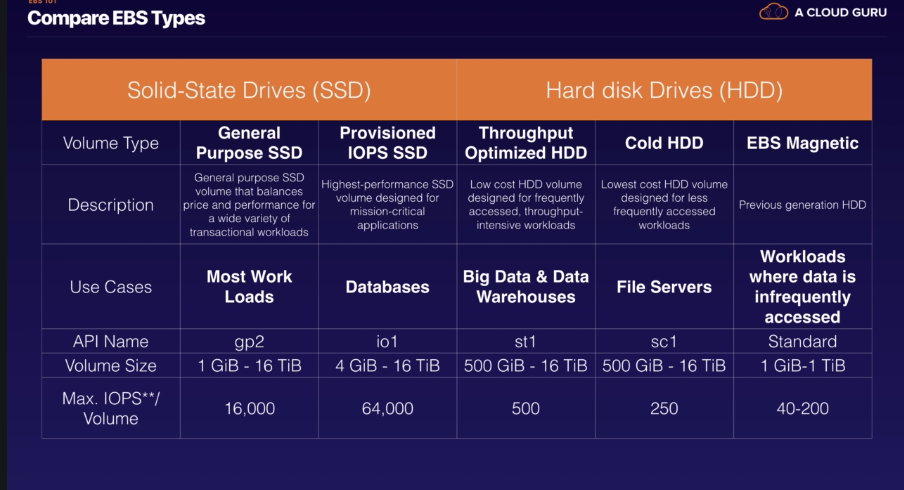 EBS 101
Compare EBS Types
A CLOUD GURU
Solid-State Drives (SSD)
Hard disk Drives (HDD)
Volume Type
General
Purpose SSD
Provisioned
IOPS SSD
Throughput
Optimized HDD
Cold HDD
EBS Magnetic
Description
General purpose SSD
volume that balances
price and performance for
a wide variety of
transactional workloads
Highest-performance SSD
volume designed for
mission-critical
applications
Low cost HDD volume
designed for frequently
accessed, throughput-
intensive workloads
Lowest cost HDD volume
designed for less
frequently accessed
workloads
Previous generation HDD
Use Cases
Most Work
Loads
Databases
Big Data & Data
Warehouses
File Servers
Workloads
where data is
infrequently
accessed
API Name
gp2
io1
st1
sc1
Standard
Volume Size
1 GiB - 16 TiB
4 GiB - 16 TiB
500 GiB - 16 TiB
500 GiB - 16 TiB
1 GiB-1 TiB
Max. IOPS**/
Volume
16,000
64,000
500
250
40-200